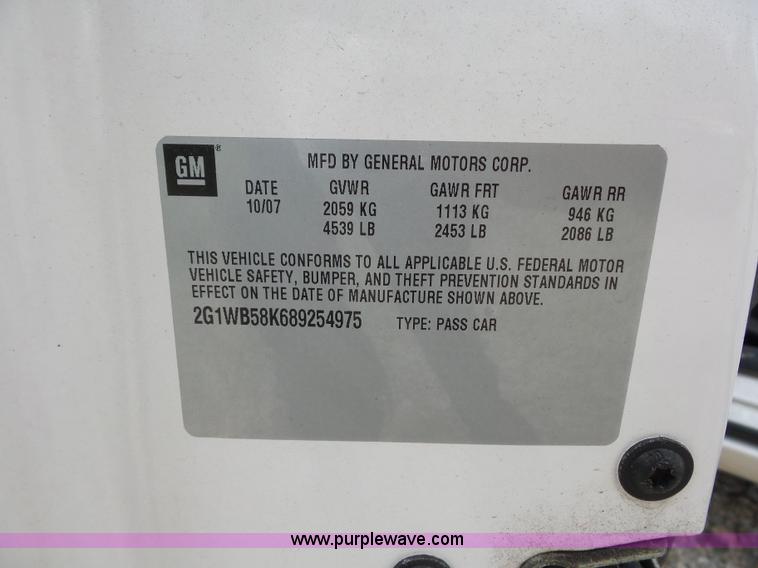 GM®
MFD BY GENERAL MOTORS CORP.
DATE GVWR GAWR FRT GAWR RR
10/07 2059 KG 1113 KG 946 KG
4539 LB 2453 LB 2086 LB
THIS VEHICLE CONFORMS TO ALL APPLICABLE U.S. FEDERAL MOTOR
VEHICLE SAFETY, BUMPER, AND THEFT PREVENTION STANDARDS IN
EFFECT ON THE DATE OF MANUFACTURE SHOWN ABOVE.
2G1WB58K689254975 TYPE: PASS CAR
www.purplewave.com